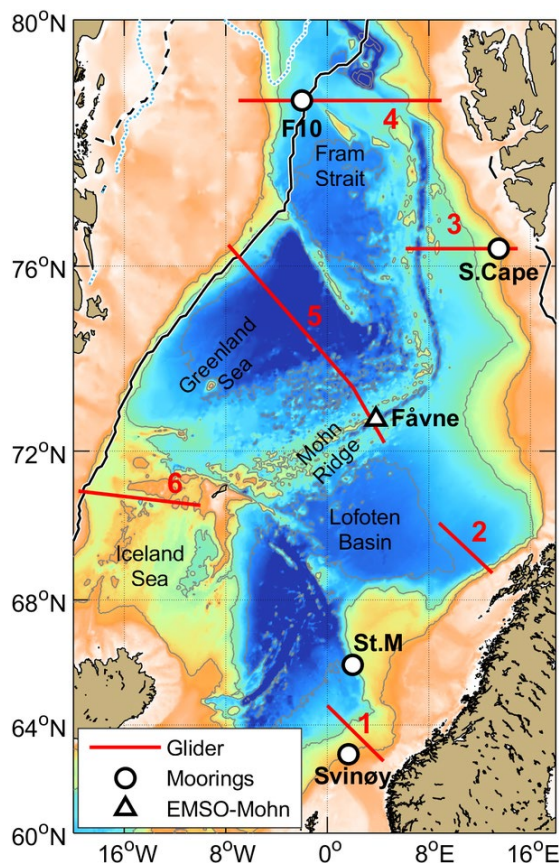 80°N
F10
4
Fram
Strait
3
76°N
S.Cape
5
Greenland
Sea
Fåvne
72°N
Mohn
Ridge
6
Lofoten
Basin
2
Iceland
Sea
68°N
St.M
64°N
1
Glider
Moorings
Svinøy
EMSO-Mohn
60°N
16°W
8°W
0°
8°E
16°E